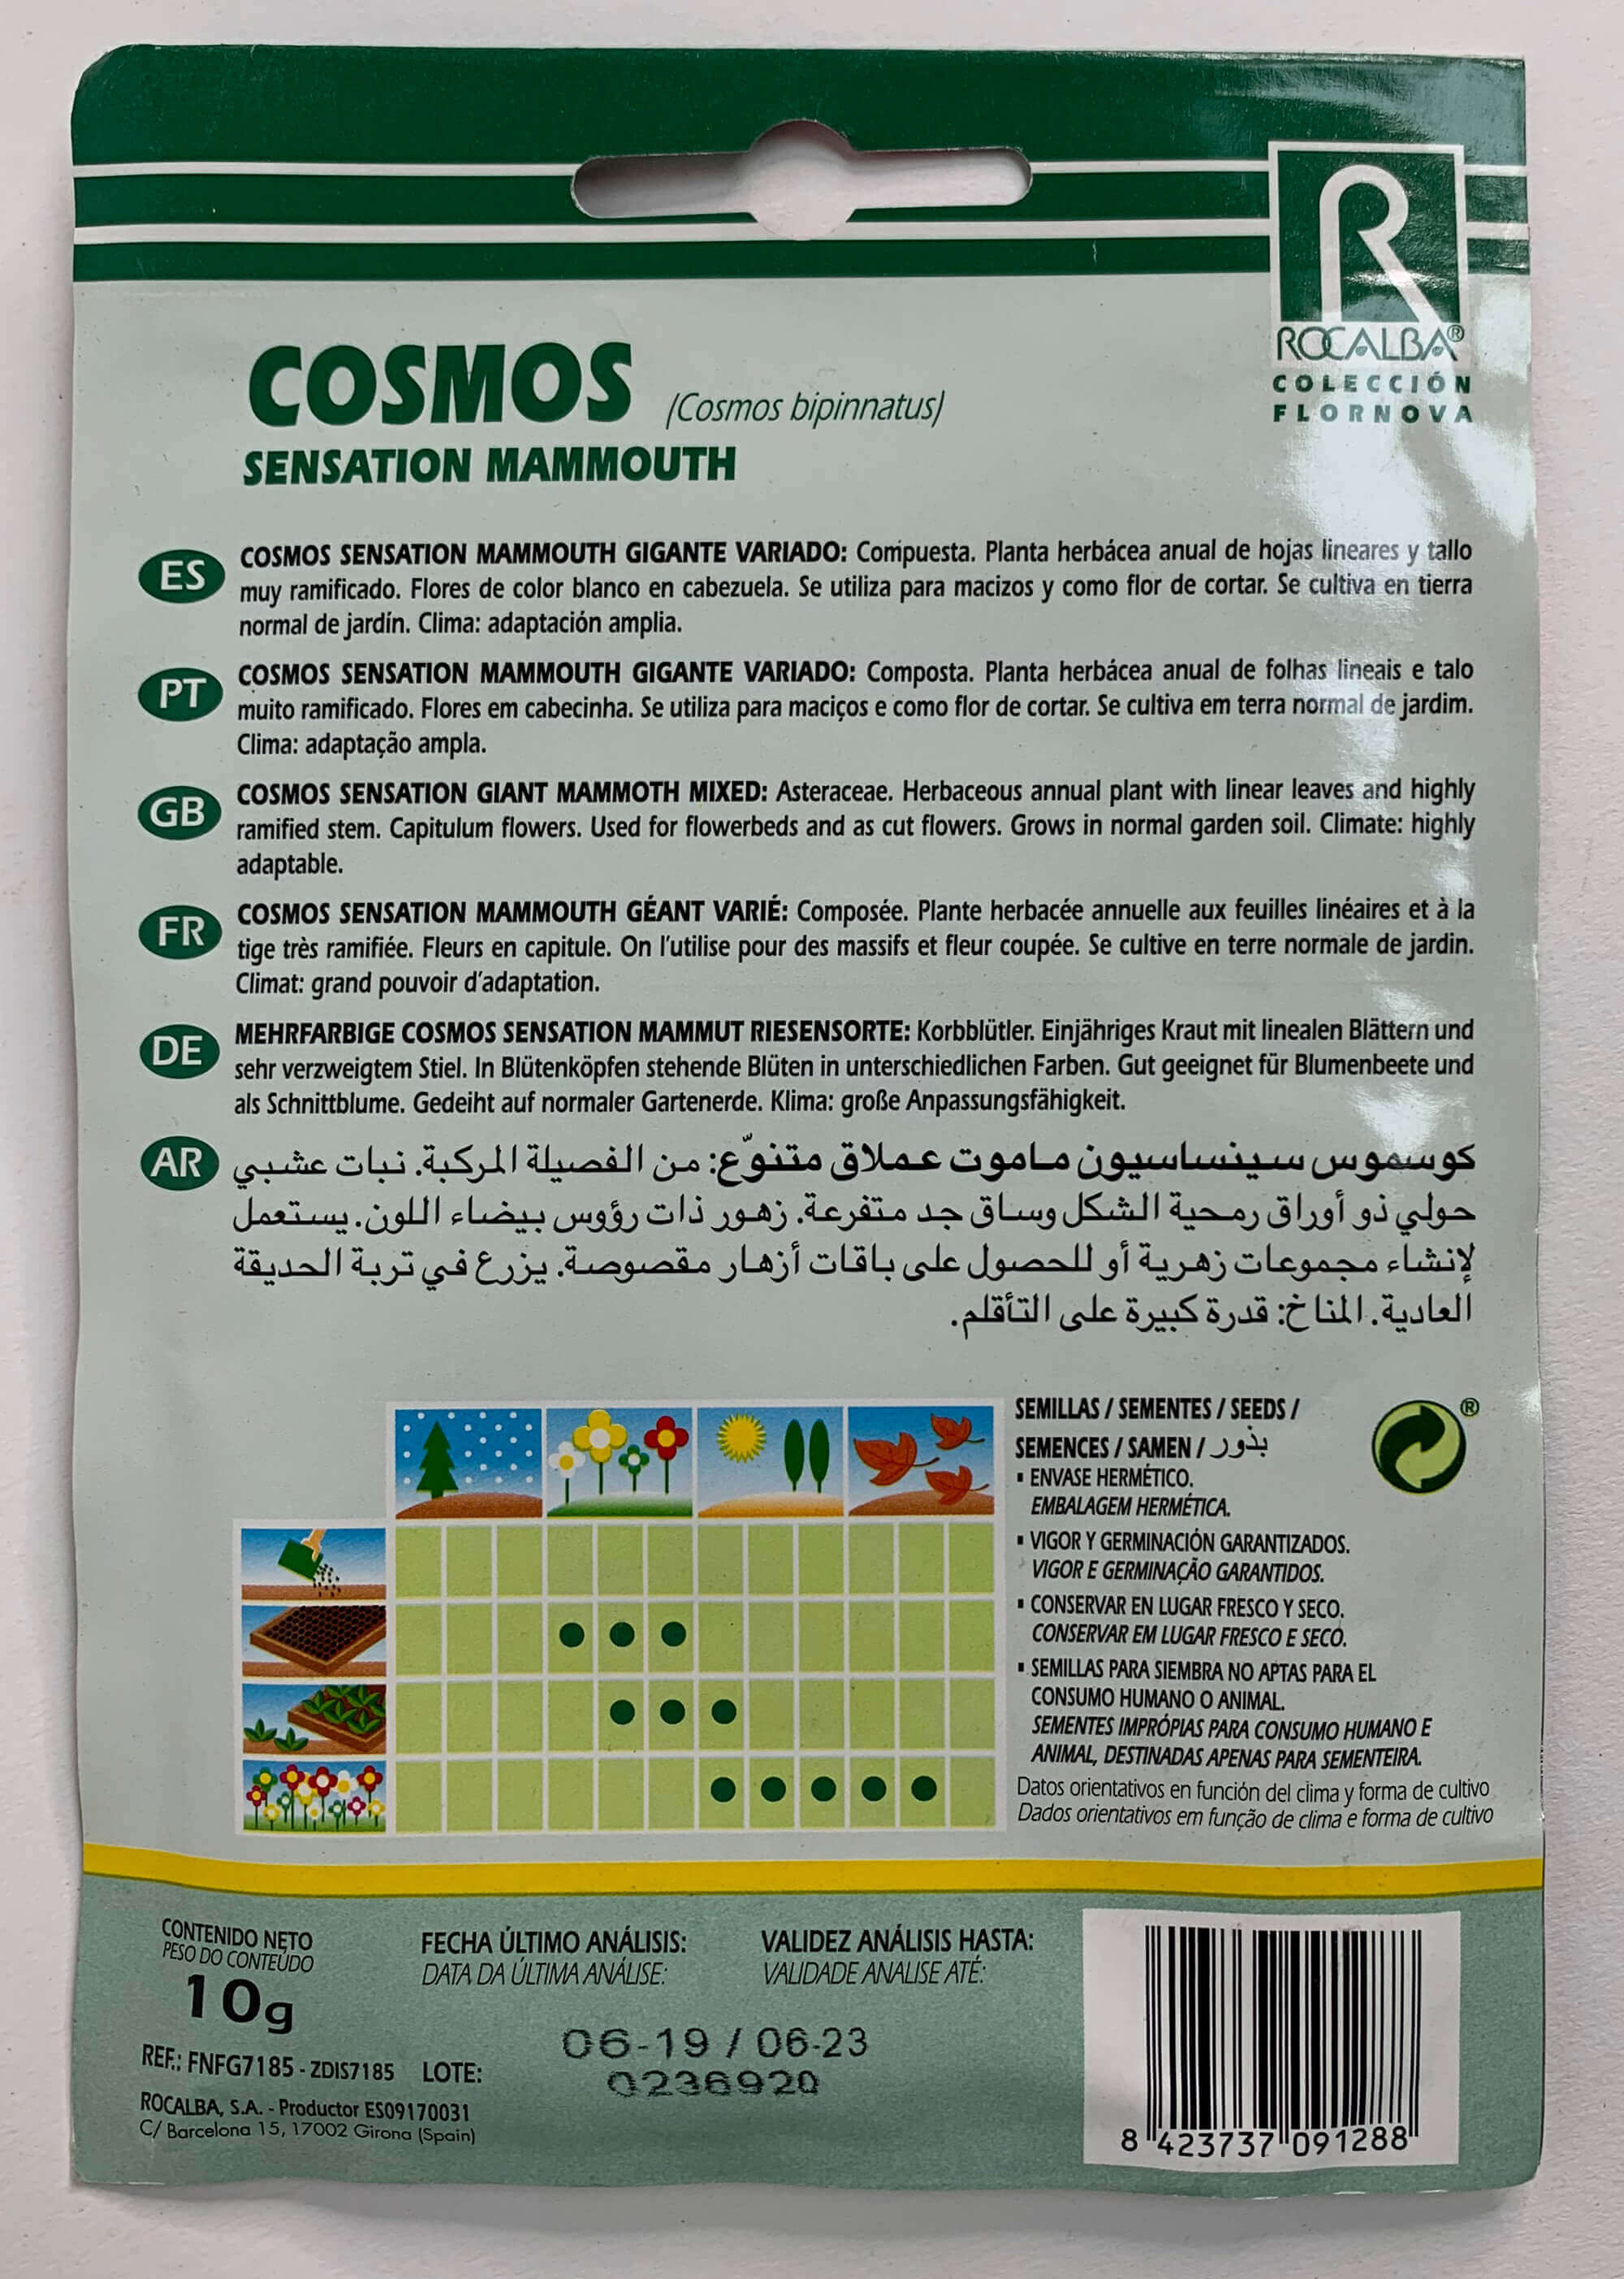 R
ROCALBA®
COLECCIÓN
FLORNOVA
COSMOS (Cosmos bipinnatus)
SENSATION MAMMOUTH
ES
COSMOS SENSATION MAMMOUTH GIGANTE VARIADO: Compuesta. Planta herbácea anual de hojas lineares y tallo
muy ramificado. Flores de color blanco en cabezuela. Se utiliza para macizos y como flor de cortar. Se cultiva en tierra
normal de jardín. Clima: adaptación amplia.
PT
COSMOS SENSATION MAMMOUTH GIGANTE VARIADO: Composta. Planta herbácea anual de folhas lineais e talo
muito ramificado. Flores em cabecinha. Se utiliza para maciços e como flor de cortar. Se cultiva em terra normal de jardim.
Clima: adaptação ampla.
GB
COSMOS SENSATION GIANT MAMMOTH MIXED: Asteraceae. Herbaceous annual plant with linear leaves and highly
ramified stem. Capitulum flowers. Used for flowerbeds and as cut flowers. Grows in normal garden soil. Climate: highly
adaptable.
FR
COSMOS SENSATION MAMMOUTH GÉANT VARIÉ: Composée. Plante herbacée annuelle aux feuilles linéaires et à la
tige très ramifiée. Fleurs en capitule. On l'utilise pour des massifs et fleur coupée. Se cultive en terre normale de jardin.
Climat: grand pouvoir d'adaptation.
DE
MEHRFARBIGE COSMOS SENSATION MAMMUT RIESENSORTE: Korbblütler. Einjähriges Kraut mit linealen Blättern und
sehr verzweigtem Stiel. In Blütenköpfen stehende Blüten in unterschiedlichen Farben. Gut geeignet für Blumenbeete und
als Schnittblume. Gedeiht auf normaler Gartenerde. Klima: große Anpassungsfähigkeit.
AR
كوسموس سينساسيون ماموت عملاق متنوّع: من الفصيلة المركبة. نبات عشبي
حولي ذو أوراق رمحية الشكل وساق جد متفرعة. زهور ذات رؤوس بيضاء اللون. يستعمل
لإنشاء مجموعات زهرية أو للحصول على باقات أزهار مقصوصة. يزرع في تربة الحديقة
العادية. المناخ: قدرة كبيرة على التأقلم.
SEMILLAS / SEMENTES / SEEDS /
SEMENCES / SAMEN / بذور
®
▪ ENVASE HERMÉTICO.
EMBALAGEM HERMÉTICA.
▪ VIGOR Y GERMINACIÓN GARANTIZADOS.
VIGOR E GERMINAÇÃO GARANTIDOS.
▪ CONSERVAR EN LUGAR FRESCO Y SECO.
CONSERVAR EM LUGAR FRESCO E SECO.
▪ SEMILLAS PARA SIEMBRA NO APTAS PARA EL
CONSUMO HUMANO O ANIMAL.
SEMENTES IMPRÓPIAS PARA CONSUMO HUMANO E
ANIMAL, DESTINADAS APENAS PARA SEMENTEIRA.
Datos orientativos en función del clima y forma de cultivo
Dados orientativos em função de clima e forma de cultivo
CONTENIDO NETO
PESO DO CONTEÚDO
10g
FECHA ÚLTIMO ANÁLISIS:
DATA DA ÚLTIMA ANÁLISE:
VALIDEZ ANÁLISIS HASTA:
VALIDADE ANALISE ATÉ:
06-19 / 06-23
REF.: FNFG7185 - ZDIS7185 LOTE:
0236920
ROCALBA, S.A. - Productor ES09170031
C/ Barcelona 15, 17002 Girona (Spain)
8 423737 091288